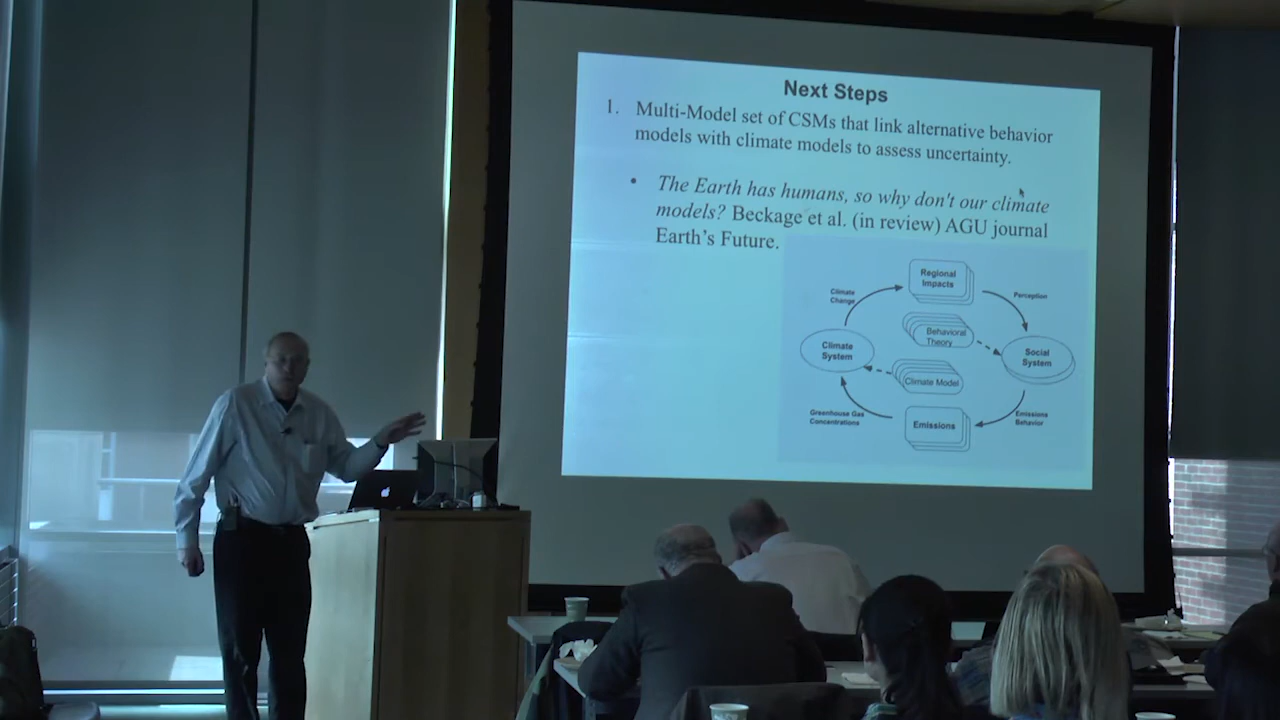 Next Steps
1. Multi-Model set of CSMs that link alternative behavior
models with climate models to assess uncertainty.
• The Earth has humans, so why don't our climate
models? Beckage et al. (in review) AGU journal
Earth's Future.
Regional
Impacts
Climate
Change
Perception
Behavioral
Theory
Climate
System
Social
System
Climate Model
Greenhouse Gas
Concentrations
Emissions
Emissions
Behavior